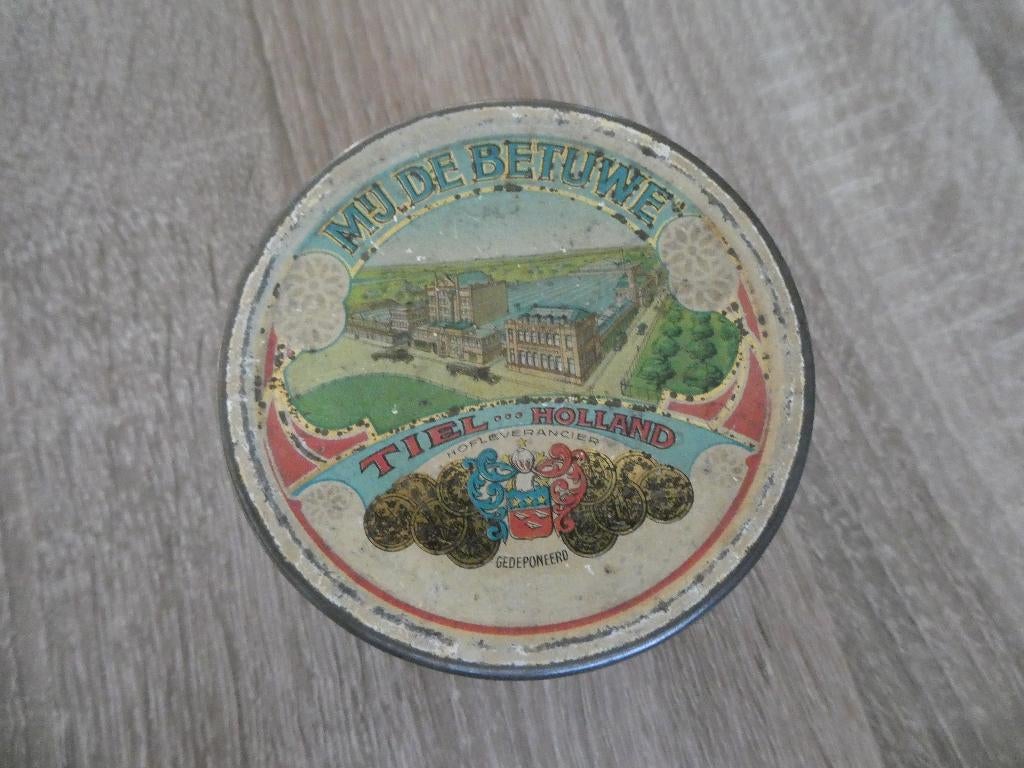 MIJ. DE BETUWE
TIEL ··· HOLLAND
HOFLEVERANCIER
GEDEPONEERD